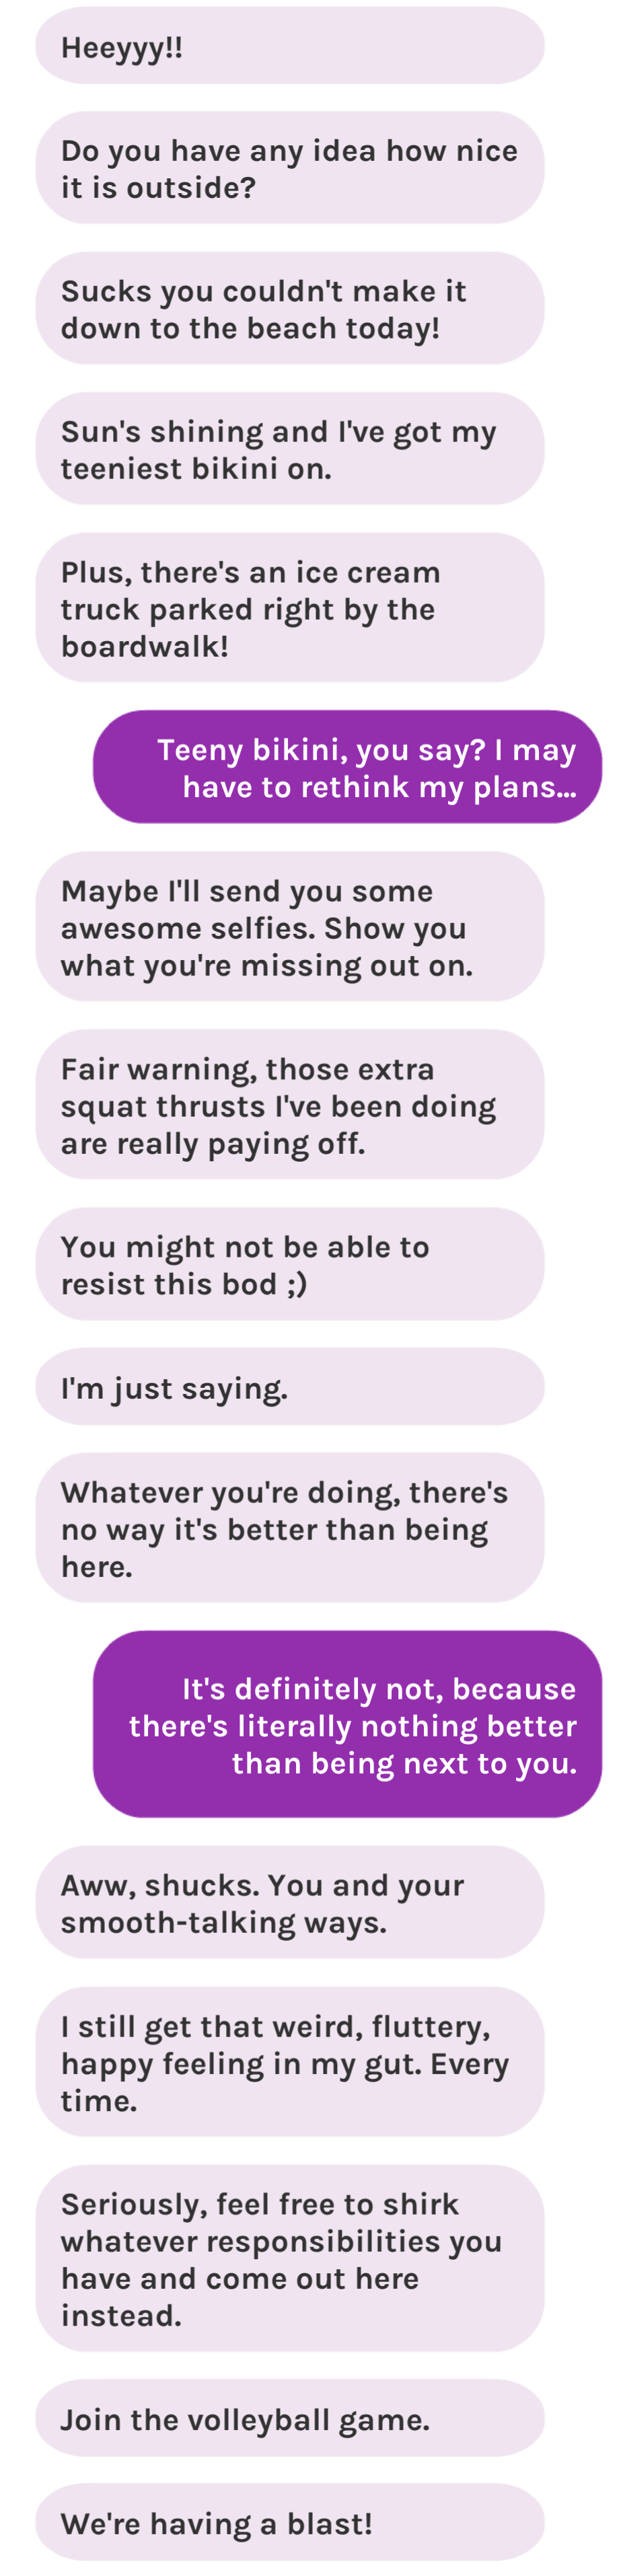 Heeyyy!!
Do you have any idea how nice
it is outside?
Sucks you couldn't make it
down to the beach today!
Sun's shining and I've got my
teeniest bikini on.
Plus, there's an ice cream
truck parked right by the
boardwalk!
Teeny bikini, you say? I may
have to rethink my plans...
Maybe I'll send you some
awesome selfies. Show you
what you're missing out on.
Fair warning, those extra
squat thrusts I've been doing
are really paying off.
You might not be able to
resist this bod ;)
I'm just saying.
Whatever you're doing, there's
no way it's better than being
here.
It's definitely not, because
there's literally nothing better
than being next to you.
Aww, shucks. You and your
smooth-talking ways.
I still get that weird, fluttery,
happy feeling in my gut. Every
time.
Seriously, feel free to shirk
whatever responsibilities you
have and come out here
instead.
Join the volleyball game.
We're having a blast!